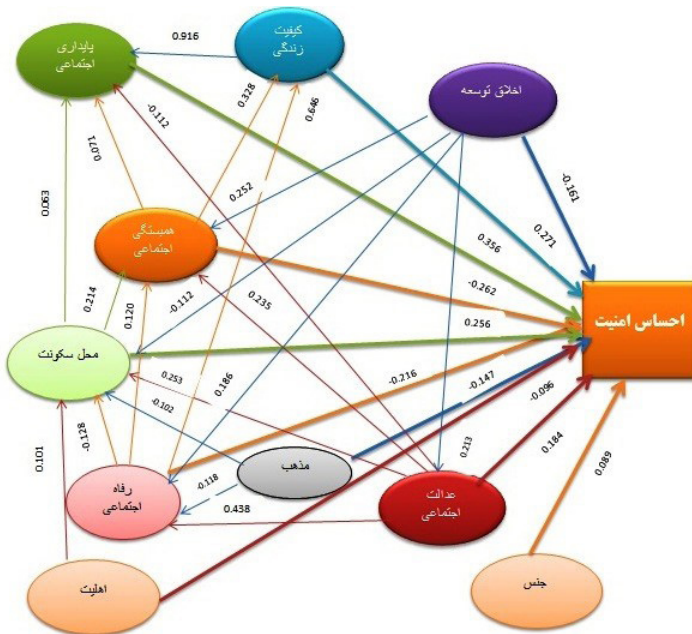 کیفیت
زندگی
پایداری
اجتماعی
0.916
اخلاق توسعه
0.328
0.646
-0.112
0.071
0.063
0.252
-0.161
همبستگی
اجتماعی
0.271
0.356
-0.262
0.214
0.120
-0.112
0.235
احساس امنیت
0.256
محل سکونت
0.253
0.186
-0.216
-0.147
-0.096
-0.102
-0.128
0.101
0.213
0.184
0.089
مذهب
-0.118
رفاه
اجتماعی
0.438
عدالت
اجتماعی
اهلیت
جنس